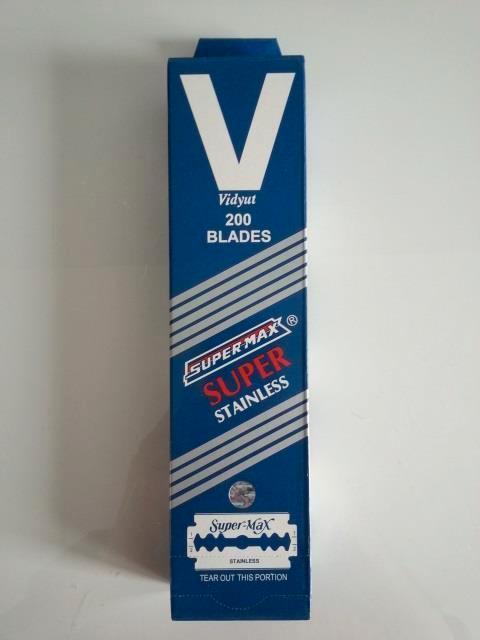 V
Vidyut
200
BLADES
SUPER-MAX ®
SUPER
STAINLESS
Super-Max
STAINLESS
TEAR OUT THIS PORTION